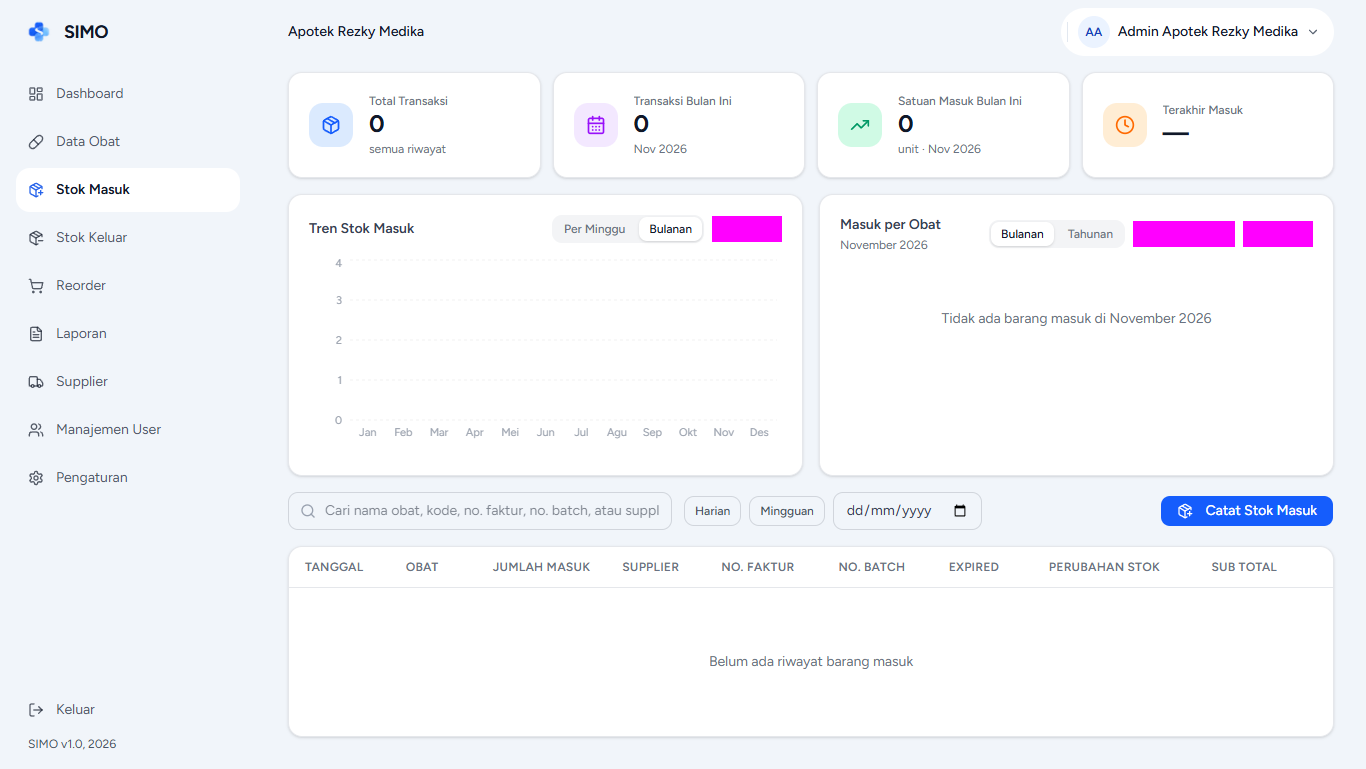 SIMO
Apotek Rezky Medika
AA
Admin Apotek Rezky Medika
Dashboard
Data Obat
Stok Masuk
Stok Keluar
Reorder
Laporan
Supplier
Manajemen User
Pengaturan
Keluar
SIMO v1.0, 2026
Total Transaksi
0
semua riwayat
Transaksi Bulan Ini
0
Nov 2026
Satuan Masuk Bulan Ini
0
unit · Nov 2026
Terakhir Masuk
—
Tren Stok Masuk
Per Minggu
Bulanan
4
3
2
1
0
Jan Feb Mar Apr Mei Jun Jul Agu Sep Okt Nov Des
Masuk per Obat
November 2026
Bulanan
Tahunan
Tidak ada barang masuk di November 2026
Cari nama obat, kode, no. faktur, no. batch, atau suppl
Harian
Mingguan
dd/mm/yyyy
Catat Stok Masuk
TANGGAL OBAT JUMLAH MASUK SUPPLIER NO. FAKTUR NO. BATCH EXPIRED PERUBAHAN STOK SUB TOTAL
Belum ada riwayat barang masuk